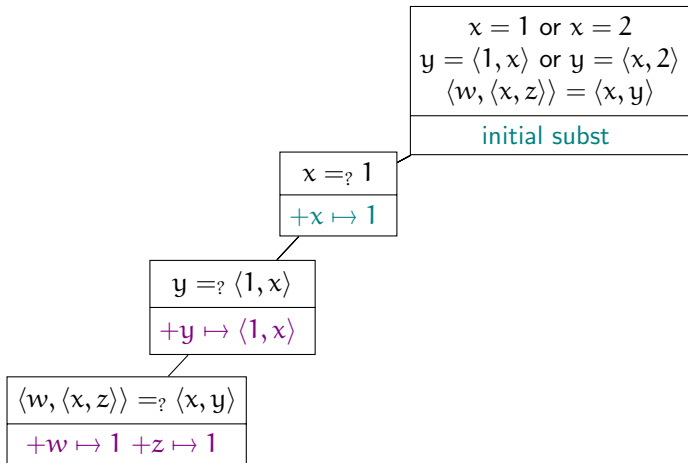 x = 1 or x = 2
y = ⟨1, x⟩ or y = ⟨x, 2⟩
⟨w, ⟨x, z⟩⟩ = ⟨x, y⟩
initial subst
x =? 1
+x ↦ 1
y =? ⟨1, x⟩
+y ↦ ⟨1, x⟩
⟨w, ⟨x, z⟩⟩ =? ⟨x, y⟩
+w ↦ 1 +z ↦ 1